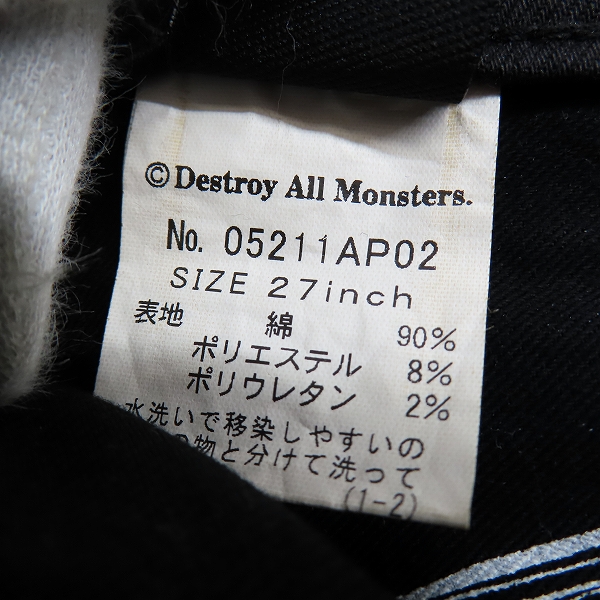 © Destroy All Monsters.
No. 05211AP02
SIZE 27inch
表地 綿 90%
ポリエステル 8%
ポリウレタン 2%
水洗いで移染しやすいの
物と分けて洗って
(1-2)